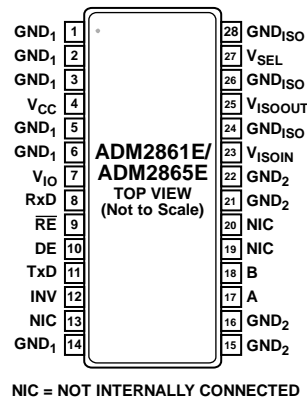 GND1 1
GND1 2
GND1 3
VCC 4
GND1 5
GND1 6
VIO 7
RxD 8
RE 9
DE 10
TxD 11
INV 12
NIC 13
GND1 14
ADM2861E/
ADM2865E
TOP VIEW
(Not to Scale)
28 GNDISO
27 VSEL
26 GNDISO
25 VISOOUT
24 GNDISO
23 VISOIN
22 GND2
21 GND2
20 NIC
19 NIC
18 B
17 A
16 GND2
15 GND2
NIC = NOT INTERNALLY CONNECTED